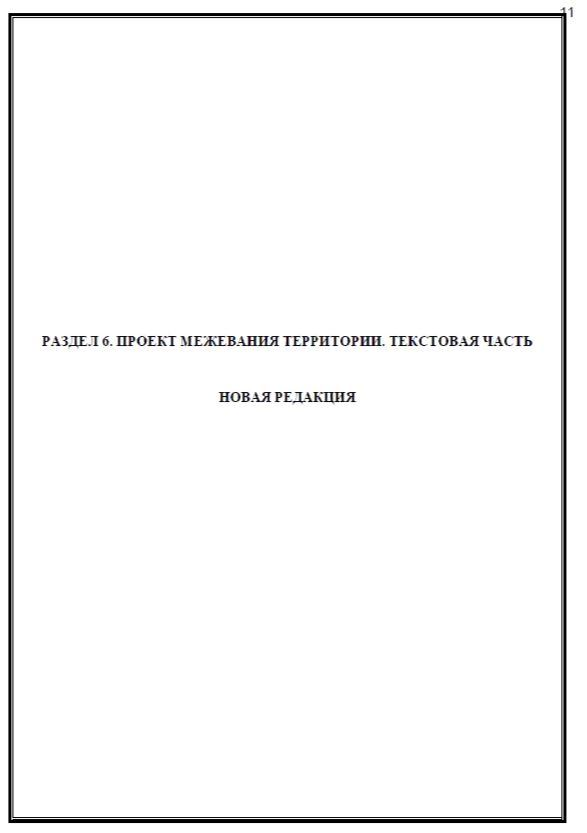 11
РАЗДЕЛ 6. ПРОЕКТ МЕЖЕВАНИЯ ТЕРРИТОРИИ. ТЕКСТОВАЯ ЧАСТЬ
НОВАЯ РЕДАКЦИЯ